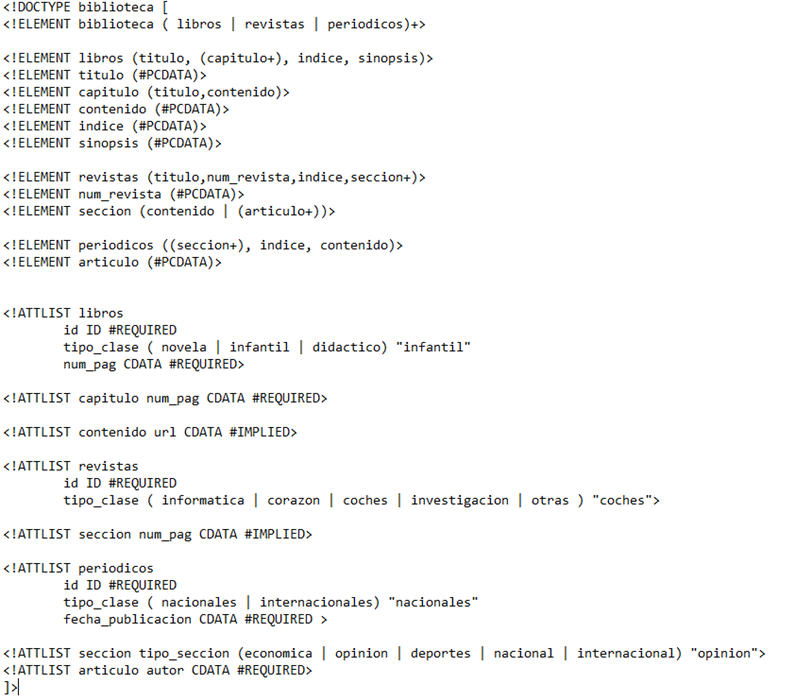 <!DOCTYPE biblioteca [
<!ELEMENT biblioteca ( libros | revistas | periodicos)+>
<!ELEMENT libros (titulo, (capitulo+), indice, sinopsis)>
<!ELEMENT titulo (#PCDATA)>
<!ELEMENT capitulo (titulo,contenido)>
<!ELEMENT contenido (#PCDATA)>
<!ELEMENT indice (#PCDATA)>
<!ELEMENT sinopsis (#PCDATA)>
<!ELEMENT revistas (titulo,num_revista,indice,seccion+)>
<!ELEMENT num_revista (#PCDATA)>
<!ELEMENT seccion (contenido | (articulo+))>
<!ELEMENT periodicos ((seccion+), indice, contenido)>
<!ELEMENT articulo (#PCDATA)>
<!ATTLIST libros
id ID #REQUIRED
tipo_clase ( novela | infantil | didactico) "infantil"
num_pag CDATA #REQUIRED>
<!ATTLIST capitulo num_pag CDATA #REQUIRED>
<!ATTLIST contenido url CDATA #IMPLIED>
<!ATTLIST revistas
id ID #REQUIRED
tipo_clase ( informatica | corazon | coches | investigacion | otras ) "coches">
<!ATTLIST seccion num_pag CDATA #IMPLIED>
<!ATTLIST periodicos
id ID #REQUIRED
tipo_clase ( nacionales | internacionales) "nacionales"
fecha_publicacion CDATA #REQUIRED >
<!ATTLIST seccion tipo_seccion (economica | opinion | deportes | nacional | internacional) "opinion">
<!ATTLIST articulo autor CDATA #REQUIRED>
]>